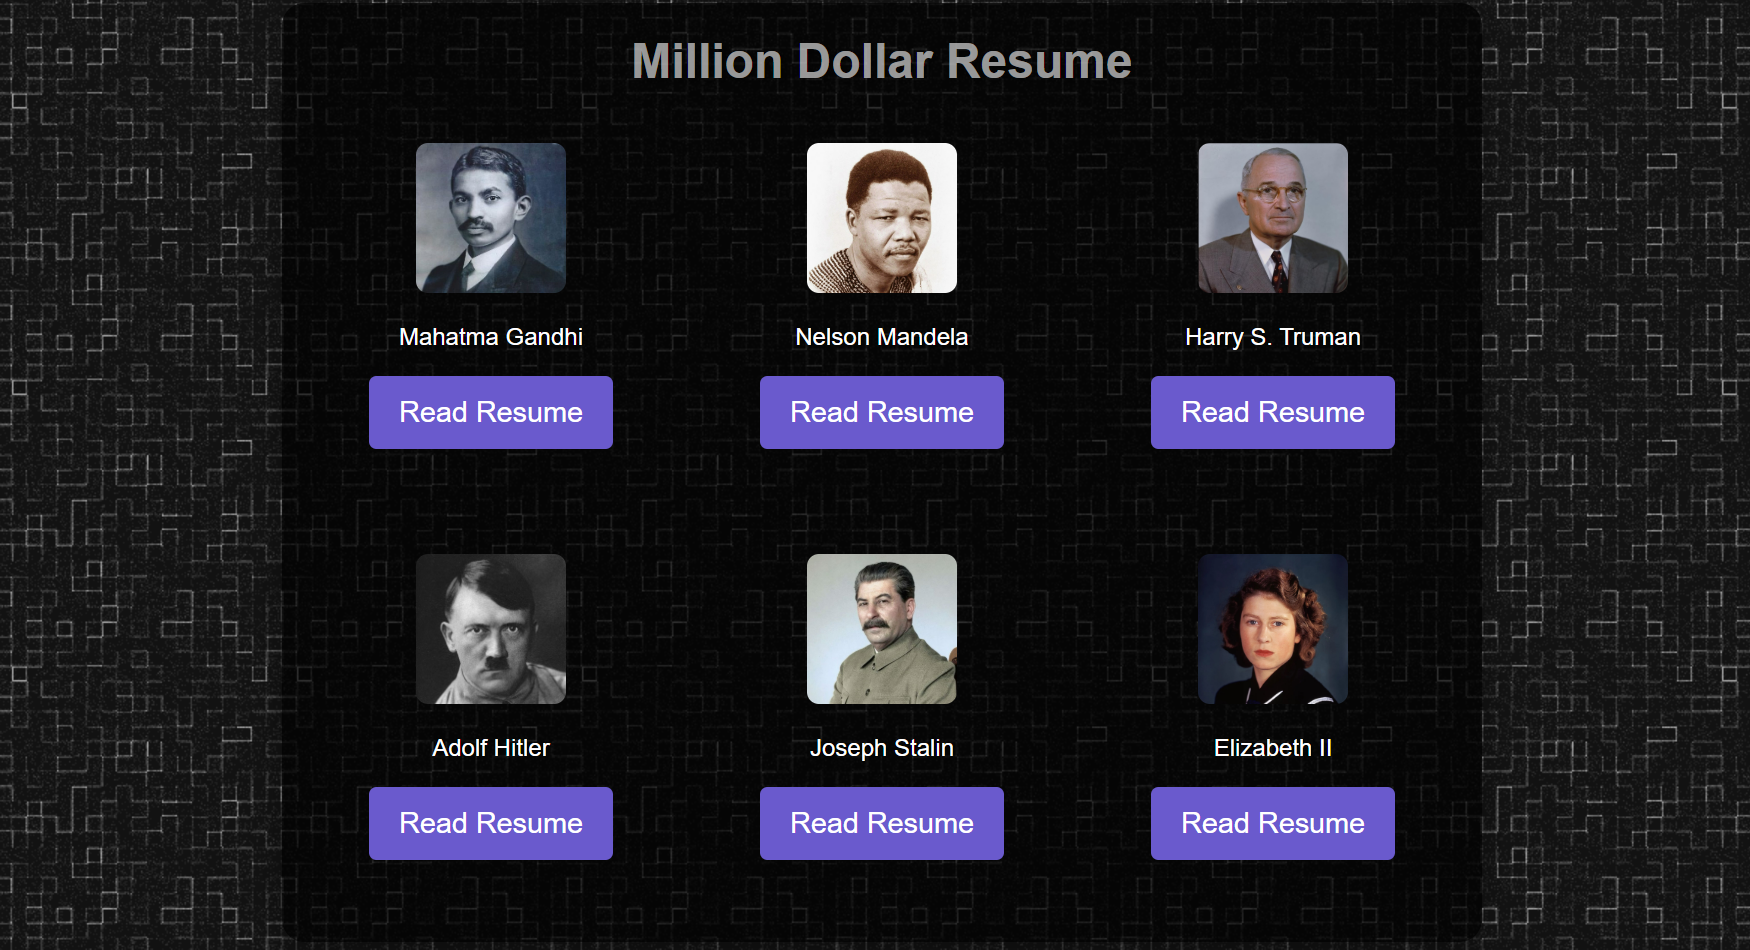 Million Dollar Resume
Mahatma Gandhi
Nelson Mandela
Harry S. Truman
Read Resume
Read Resume
Read Resume
Adolf Hitler
Joseph Stalin
Elizabeth II
Read Resume
Read Resume
Read Resume